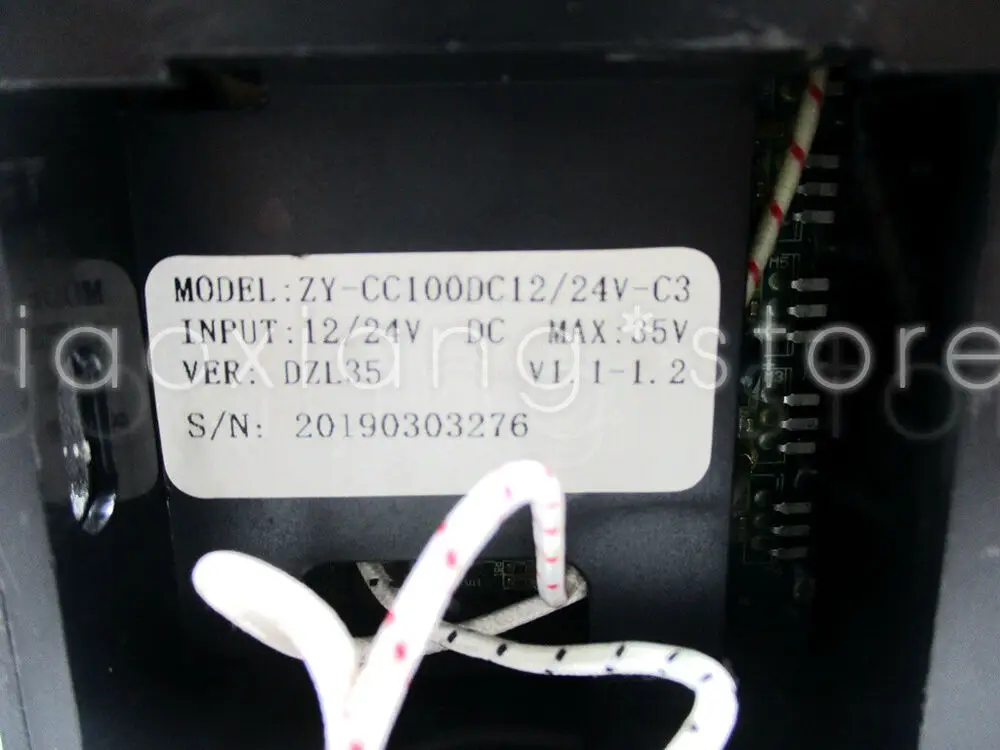 MODEL:ZY-CC100DC12/24V-C3
INPUT:12/24V DC MAX:35V
VER: DZL35 V1.1-1.2
S/N: 20190303276
iaoxiang*store